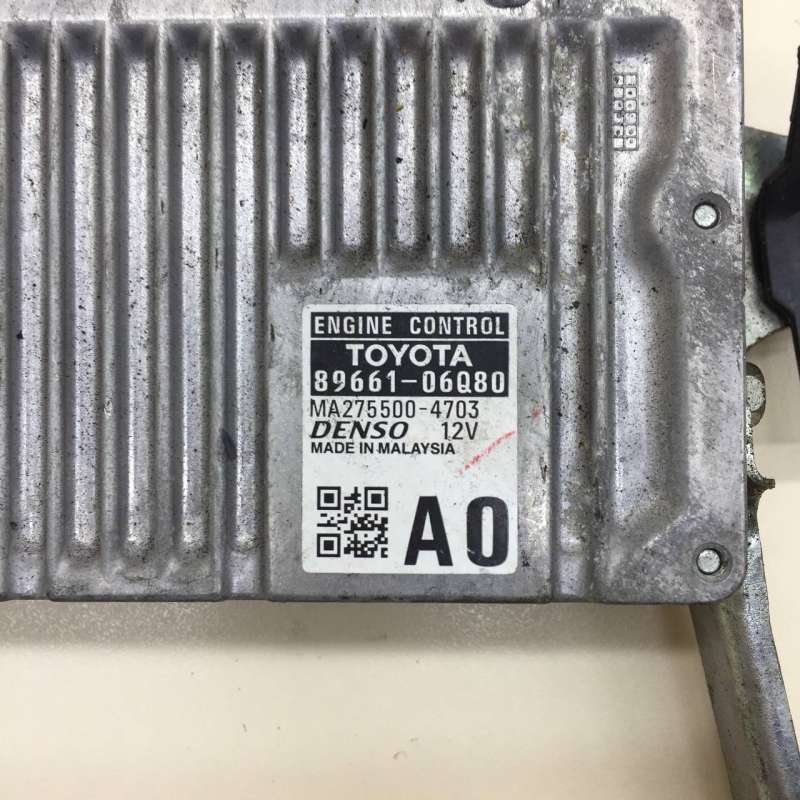 ENGINE CONTROL
TOYOTA
89661-06Q80
MA275500-4703
DENSO 12V
MADE IN MALAYSIA
A0